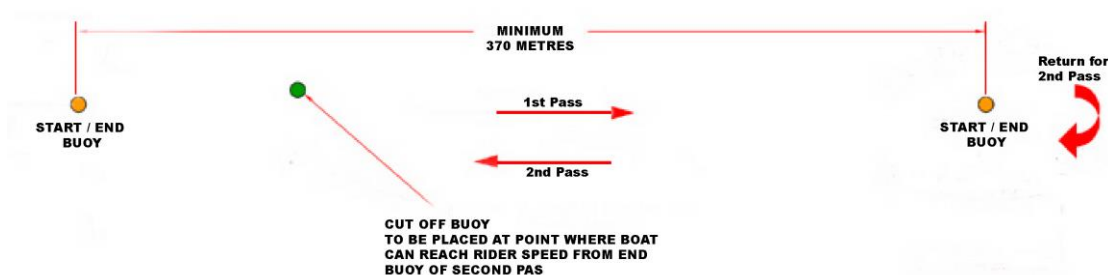 MINIMUM
370 METRES
Return for
2nd Pass
1st Pass
START / END
BUOY
START / END
BUOY
2nd Pass
CUT OFF BUOY
TO BE PLACED AT POINT WHERE BOAT
CAN REACH RIDER SPEED FROM END
BUOY OF SECOND PAS